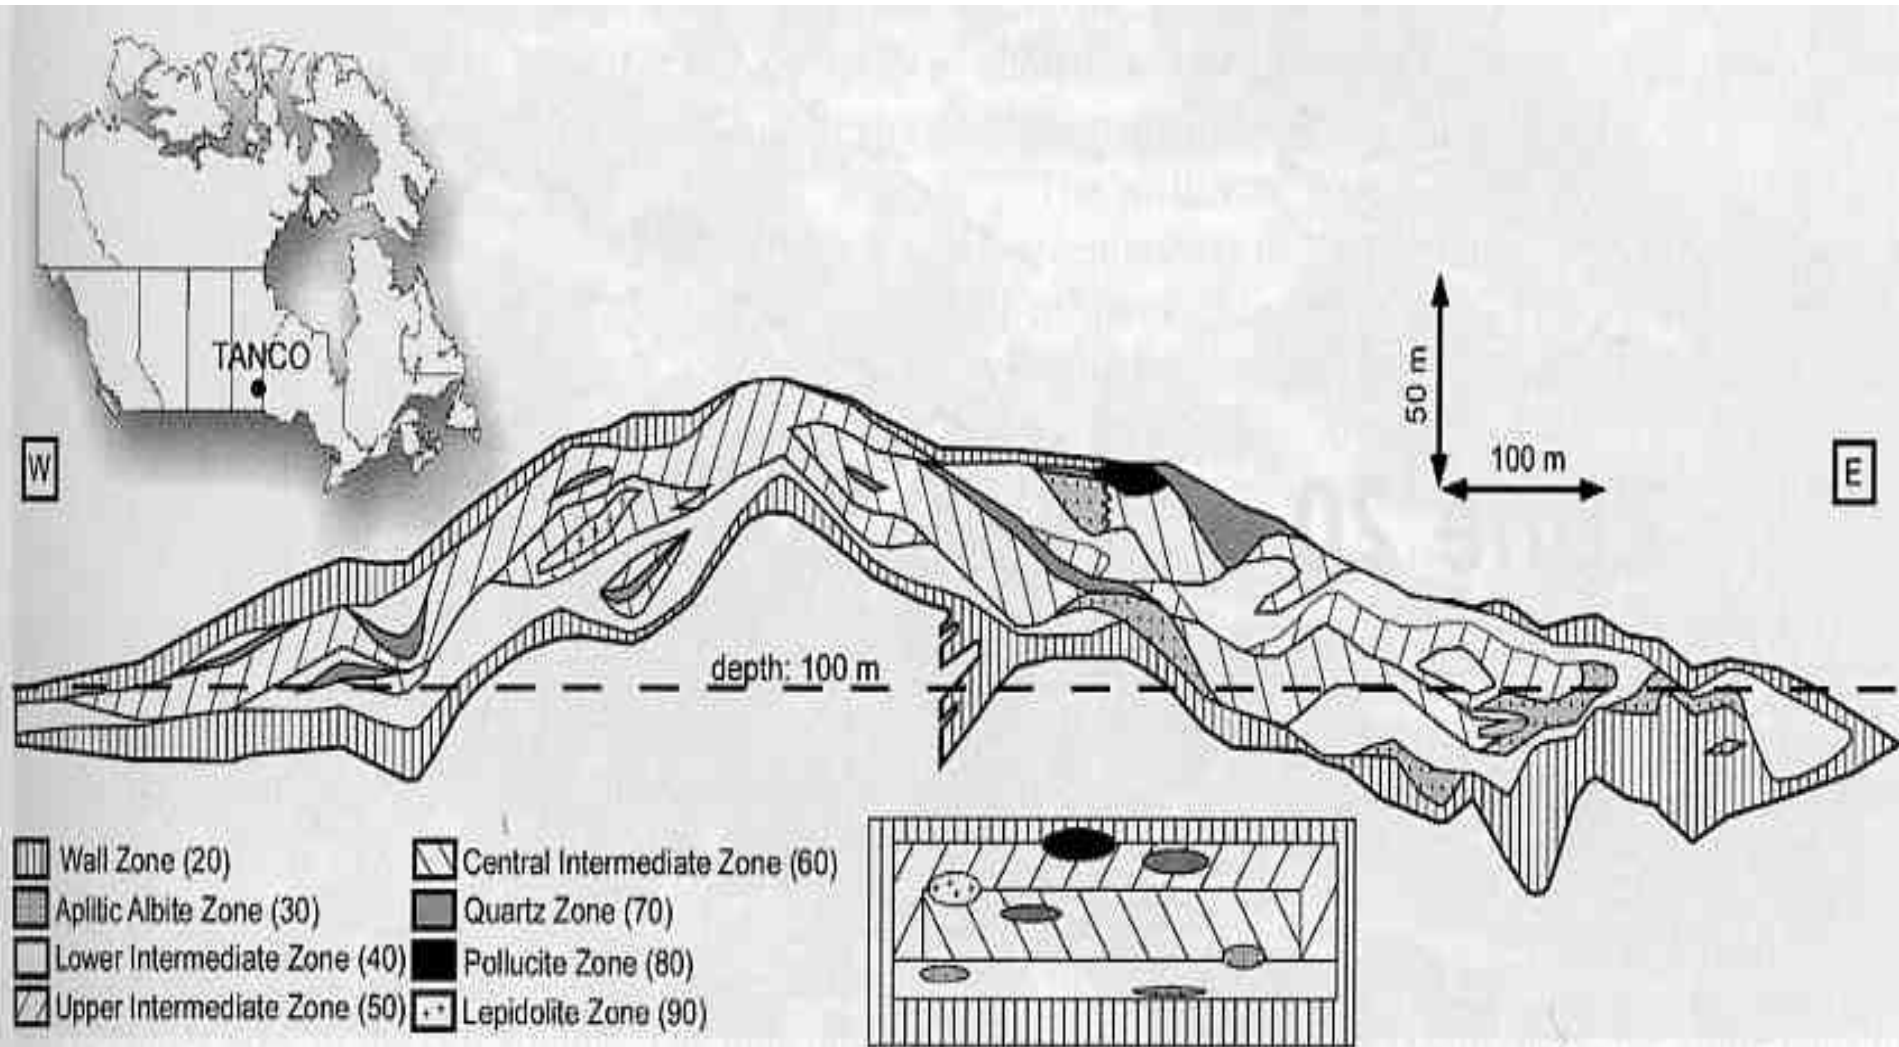 TANCO
W
50 m
100 m
E
depth: 100 m
Wall Zone (20)
Aplitic Albite Zone (30)
Lower Intermediate Zone (40)
Upper Intermediate Zone (50)
Central Intermediate Zone (60)
Quartz Zone (70)
Pollucite Zone (80)
Lepidolite Zone (90)